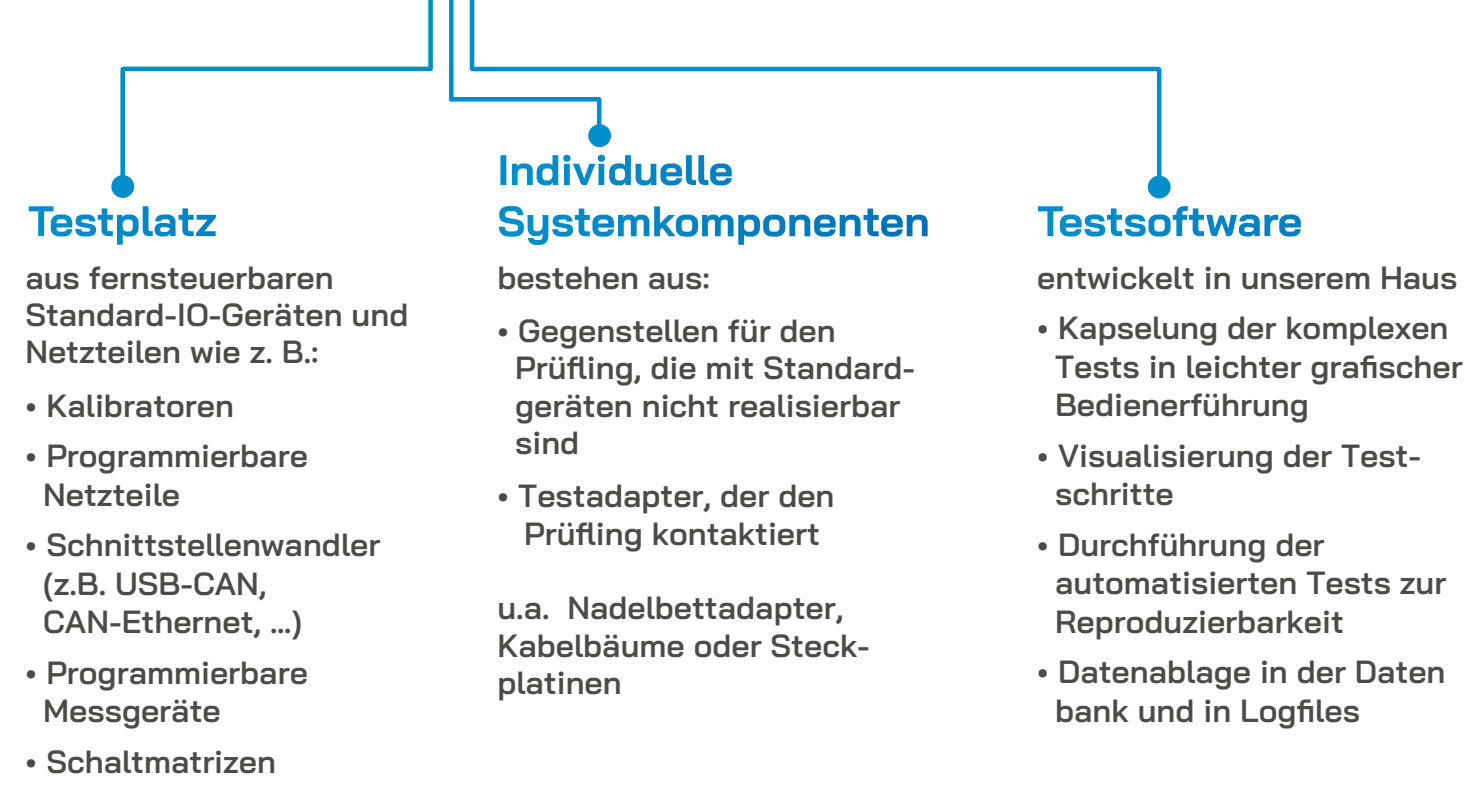 Testplatz
aus fernsteuerbaren
Standard-IO-Geräten und
Netzteilen wie z. B.:
• Kalibratoren
• Programmierbare
Netzteile
• Schnittstellenwandler
(z.B. USB-CAN,
CAN-Ethernet, ...)
• Programmierbare
Messgeräte
• Schaltmatrizen
Individuelle
Systemkomponenten
bestehen aus:
• Gegenstellen für den
Prüfling, die mit Standard-
geräten nicht realisierbar
sind
• Testadapter, der den
Prüfling kontaktiert
u.a. Nadelbettadapter,
Kabelbäume oder Steck-
platinen
Testsoftware
entwickelt in unserem Haus
• Kapselung der komplexen
Tests in leichter grafischer
Bedienerführung
• Visualisierung der Test-
schritte
• Durchführung der
automatisierten Tests zur
Reproduzierbarkeit
• Datenablage in der Daten
bank und in Logfiles